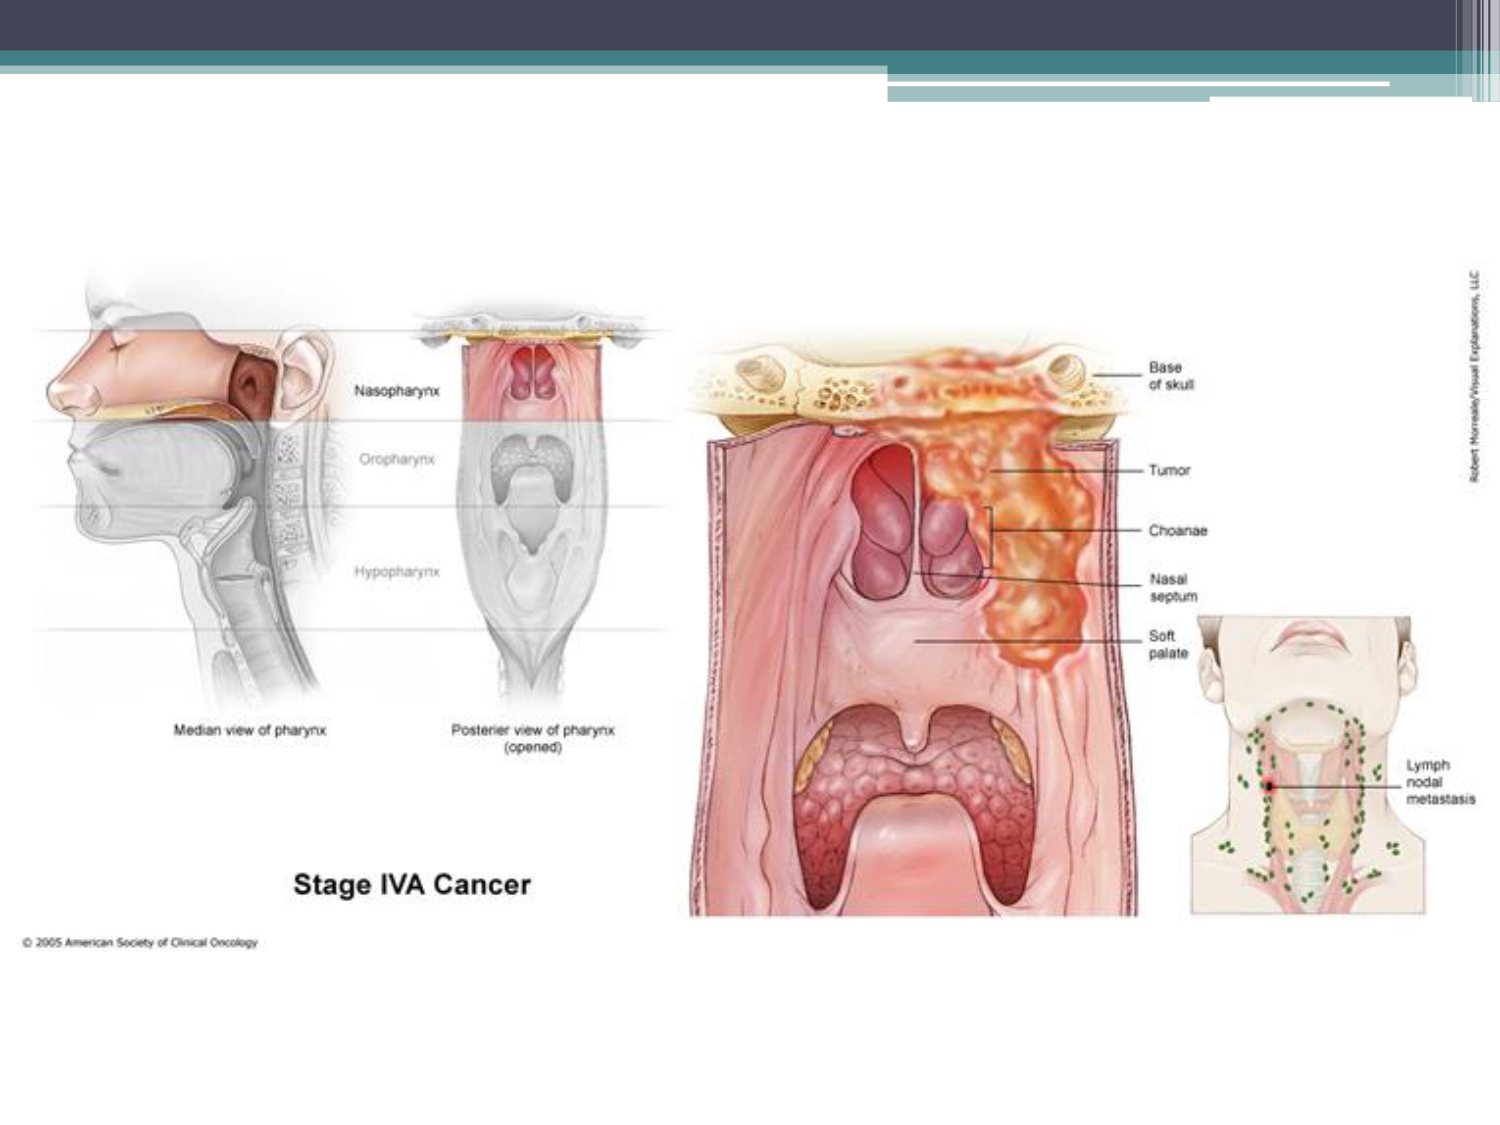 Nasopharynx
Oropharynx
Hypopharynx
Median view of pharynx
Posterier view of pharynx
(opened)
Stage IVA Cancer
© 2005 American Society of Clinical Oncology
Base
of skull
Tumor
Choanae
Nasal
septum
Soft
palate
Lymph
nodal
metastasis
Robert Morreale/Visual Explanations, LLC